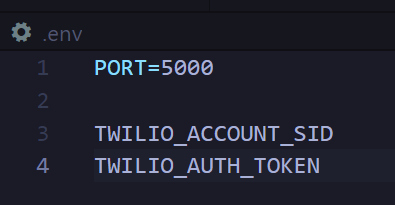 .env
1 PORT=5000
2
3 TWILIO_ACCOUNT_SID
4 TWILIO_AUTH_TOKEN